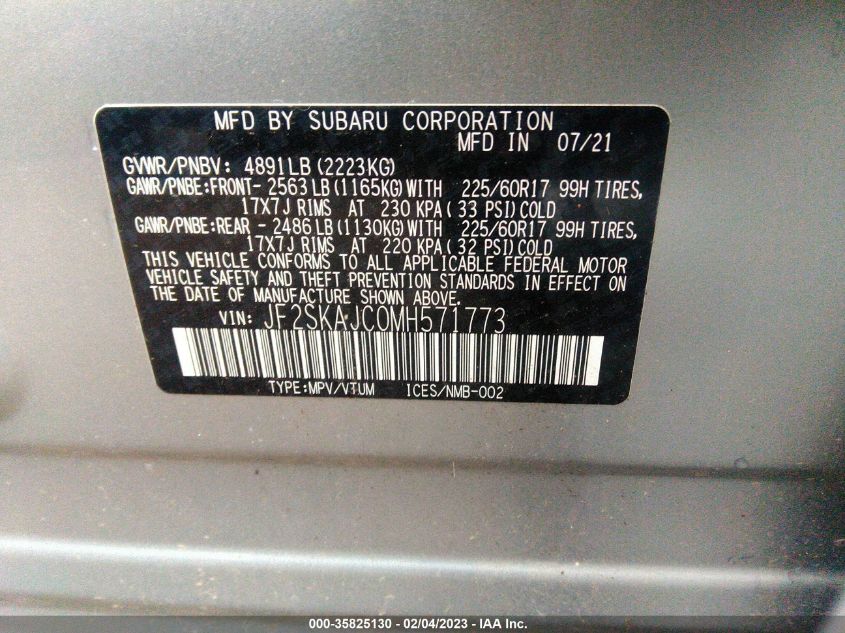 MFD BY SUBARU CORPORATION
MFD IN 07/21
GVWR/PNBV: 4891LB(2223KG)
GAWR/PNBE:FRONT- 2563LB(1165KG)WITH 225/60R17 99H TIRES,
17X7J RIMS AT 230 KPA( 33 PSI)COLD
GAWR/PNBE:REAR - 2486LB(1130KG)WITH 225/60R17 99H TIRES,
17X7J RIMS AT 220 KPA( 32 PSI)COLD
THIS VEHICLE CONFORMS TO ALL APPLICABLE FEDERAL MOTOR
VEHICLE SAFETY AND THEFT PREVENTION STANDARDS IN EFFECT ON
THE DATE OF MANUFACTURE SHOWN ABOVE.
VIN: JF2SKAJC0MH571773
TYPE:MPV/VTUM ICES/NMB-002
000-35825130 - 02/04/2023 - IAA Inc.